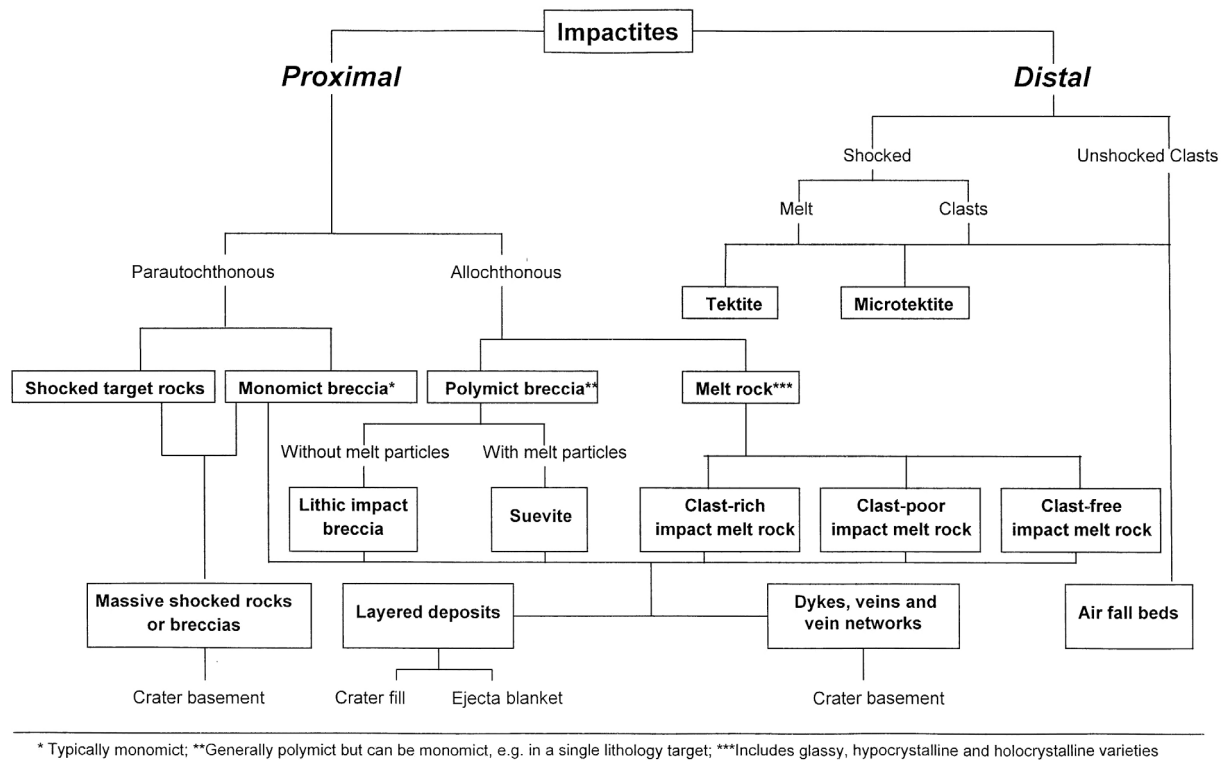 Impactites
Proximal
Distal
Shocked
Unshocked Clasts
Melt
Clasts
Parautochthonous
Allochthonous
Tektite
Microtektite
Shocked target rocks
Monomict breccia*
Polymict breccia**
Melt rock***
Without melt particles
With melt particles
Lithic impact
breccia
Suevite
Clast-rich
impact melt rock
Clast-poor
impact melt rock
Clast-free
impact melt rock
Massive shocked rocks
or breccias
Layered deposits
Dykes, veins and
vein networks
Air fall beds
Crater basement
Crater fill
Ejecta blanket
Crater basement
* Typically monomict; **Generally polymict but can be monomict, e.g. in a single lithology target; ***Includes glassy, hypocrystalline and holocrystalline varieties